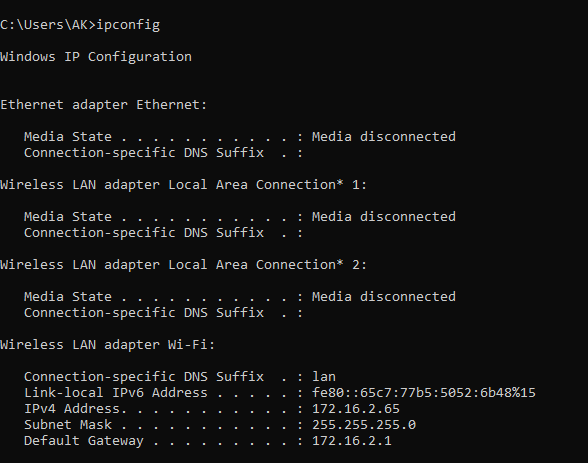 C:\Users\AK>ipconfig
Windows IP Configuration
Ethernet adapter Ethernet:
Media State . . . . . . . . . . . : Media disconnected
Connection-specific DNS Suffix  . :
Wireless LAN adapter Local Area Connection* 1:
Media State . . . . . . . . . . . : Media disconnected
Connection-specific DNS Suffix  . :
Wireless LAN adapter Local Area Connection* 2:
Media State . . . . . . . . . . . : Media disconnected
Connection-specific DNS Suffix  . :
Wireless LAN adapter Wi-Fi:
Connection-specific DNS Suffix  . : lan
Link-local IPv6 Address . . . . . : fe80::65c7:77b5:5052:6b48%15
IPv4 Address. . . . . . . . . . . : 172.16.2.65
Subnet Mask . . . . . . . . . . . : 255.255.255.0
Default Gateway . . . . . . . . . : 172.16.2.1